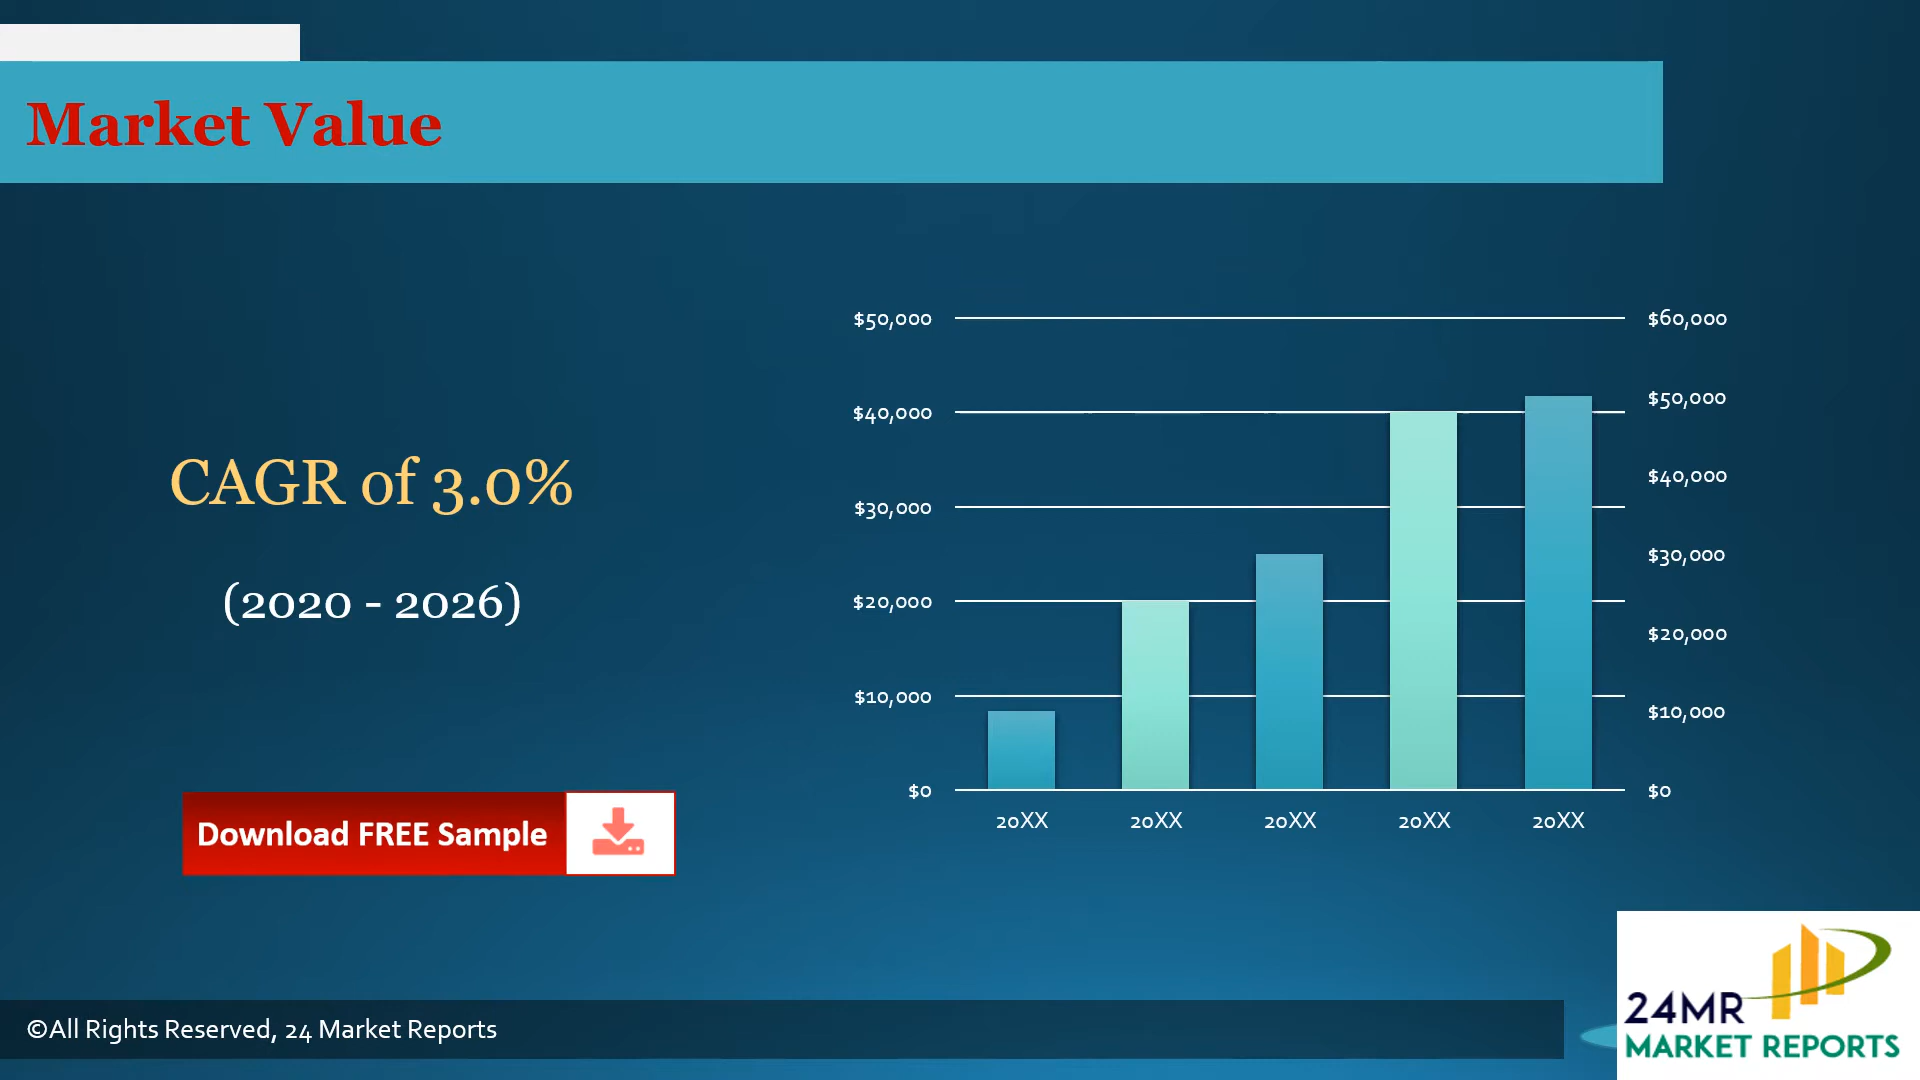 Market Value
CAGR of 3.0%
(2020 - 2026)
Download FREE Sample
$50,000
$40,000
$30,000
$20,000
$10,000
$0
$60,000
$50,000
$40,000
$30,000
$20,000
$10,000
$0
20XX 20XX 20XX 20XX 20XX
©All Rights Reserved, 24 Market Reports
24MR
MARKET REPORTS